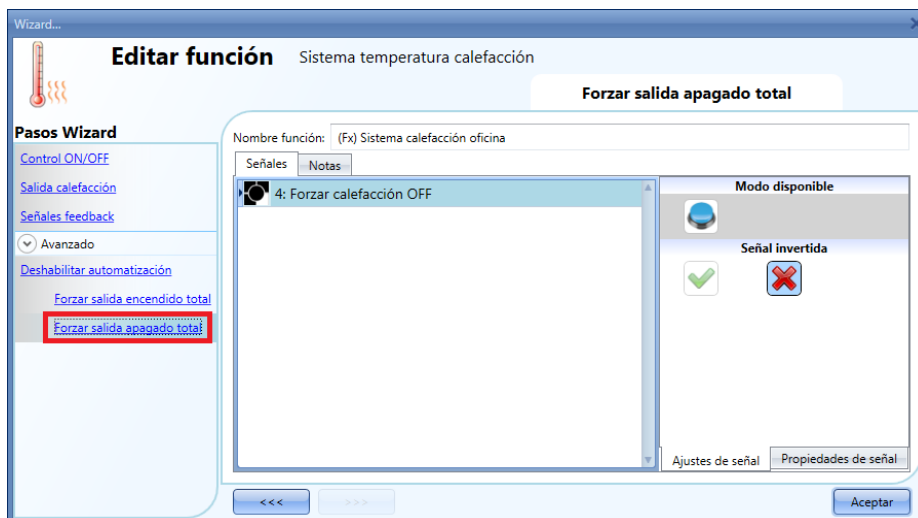 Wizard...
Editar función Sistema temperatura calefacción
Forzar salida apagado total
Pasos Wizard
Control ON/OFF
Salida calefacción
Señales feedback
Avanzado
Deshabilitar automatización
Forzar salida encendido total
Forzar salida apagado total
Nombre función: (Fx) Sistema calefacción oficina
Señales Notas
4: Forzar calefacción OFF
Modo disponible
Señal invertida
Ajustes de señal Propiedades de señal
<<< >>> Aceptar